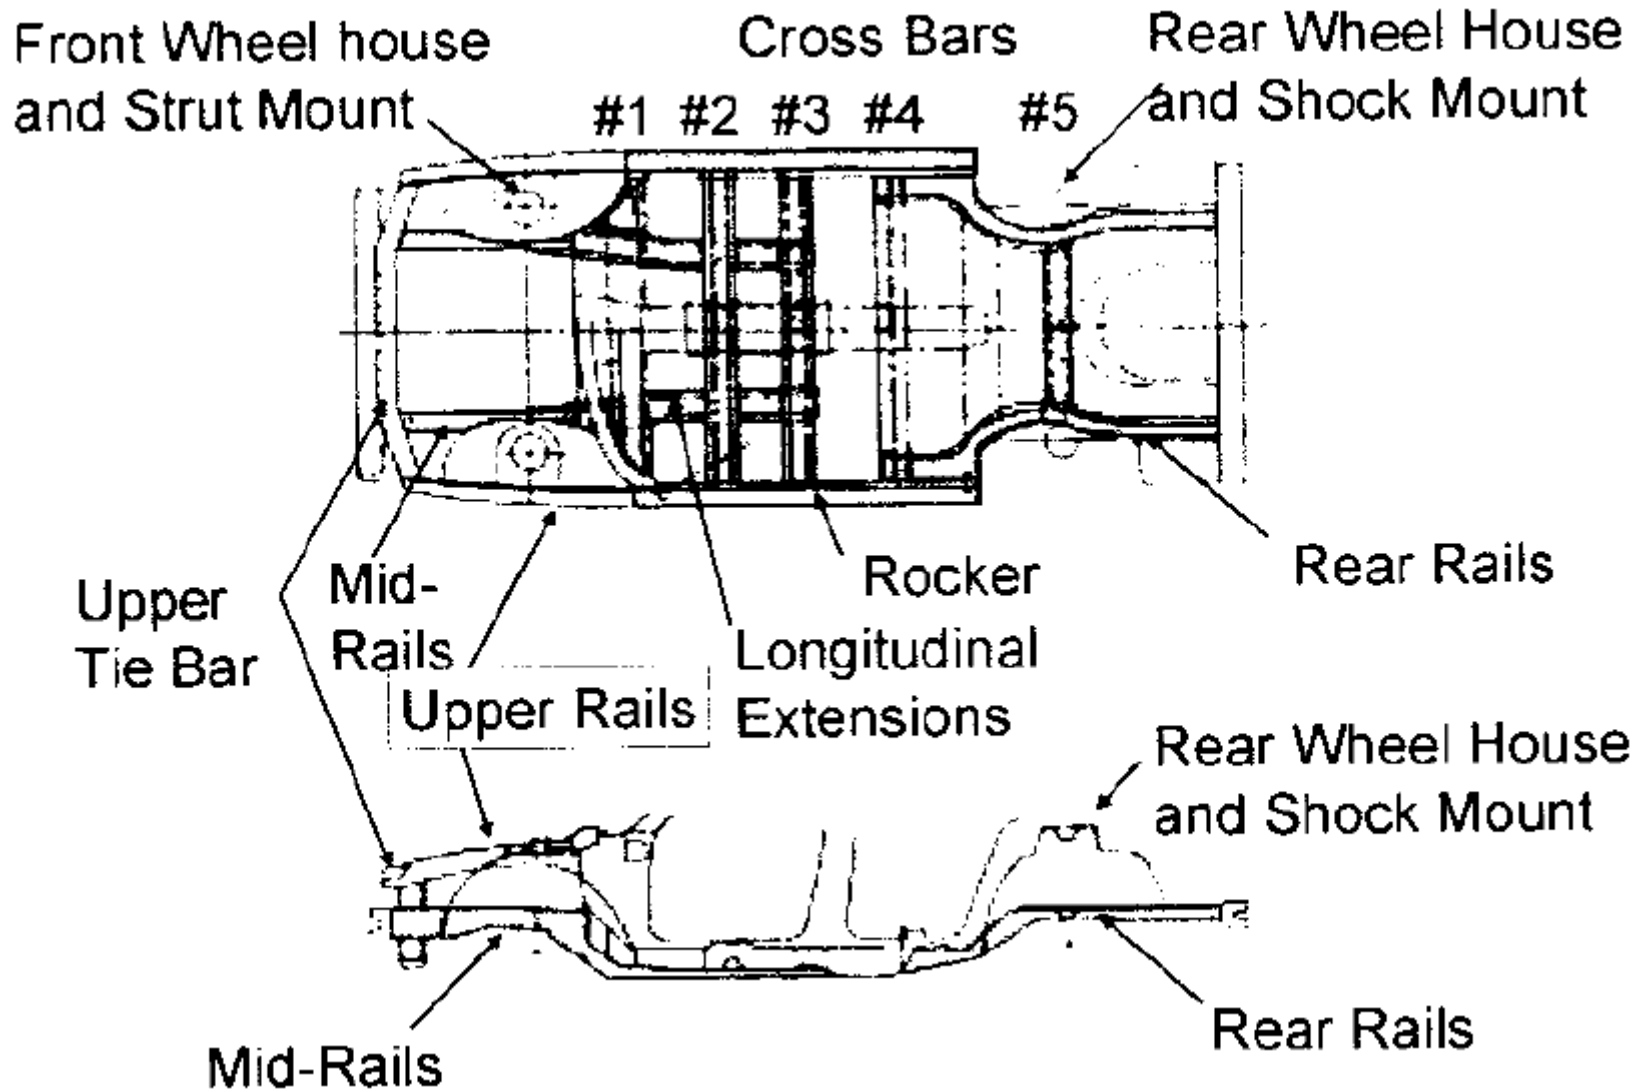 Front Wheel house
and Strut Mount
Cross Bars
#1 #2 #3 #4 #5
Rear Wheel House
and Shock Mount
Upper
Tie Bar
Mid-
Rails
Upper Rails
Rocker
Longitudinal
Extensions
Rear Rails
Rear Wheel House
and Shock Mount
Mid-Rails
Rear Rails